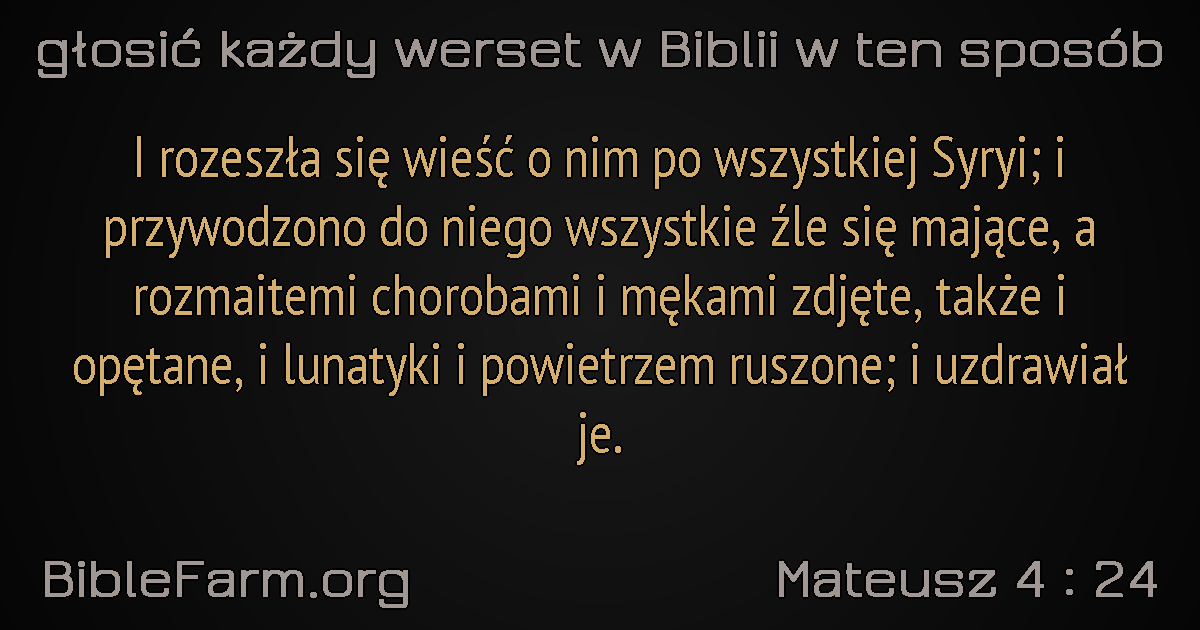 głosić każdy werset w Biblii w ten sposób
I rozeszła się wieść o nim po wszystkiej Syryi; i
przywodzono do niego wszystkie źle się mające, a
rozmaitemi chorobami i mękami zdjęte, także i
opętane, i lunatyki i powietrzem ruszone; i uzdrawiał
je.
BibleFarm.org
Mateusz 4 : 24